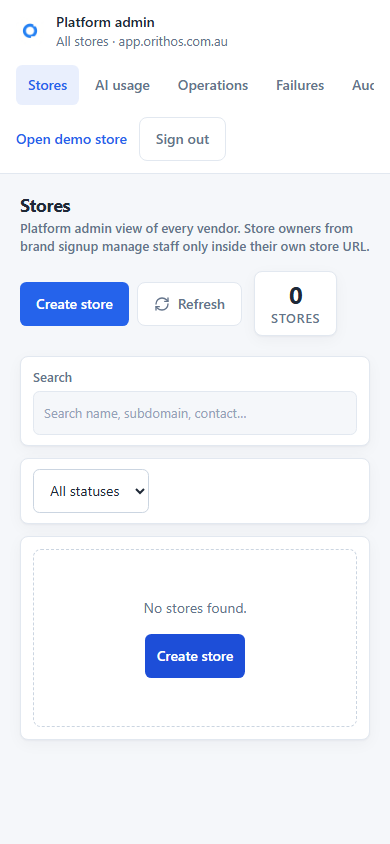 Platform admin
All stores · app.orithos.com.au
Stores
AI usage
Operations
Failures
Open demo store
Sign out
Stores
Platform admin view of every vendor. Store owners from
brand signup manage staff only inside their own store URL.
Create store
Refresh
0
STORES
Search
Search name, subdomain, contact...
All statuses
No stores found.
Create store